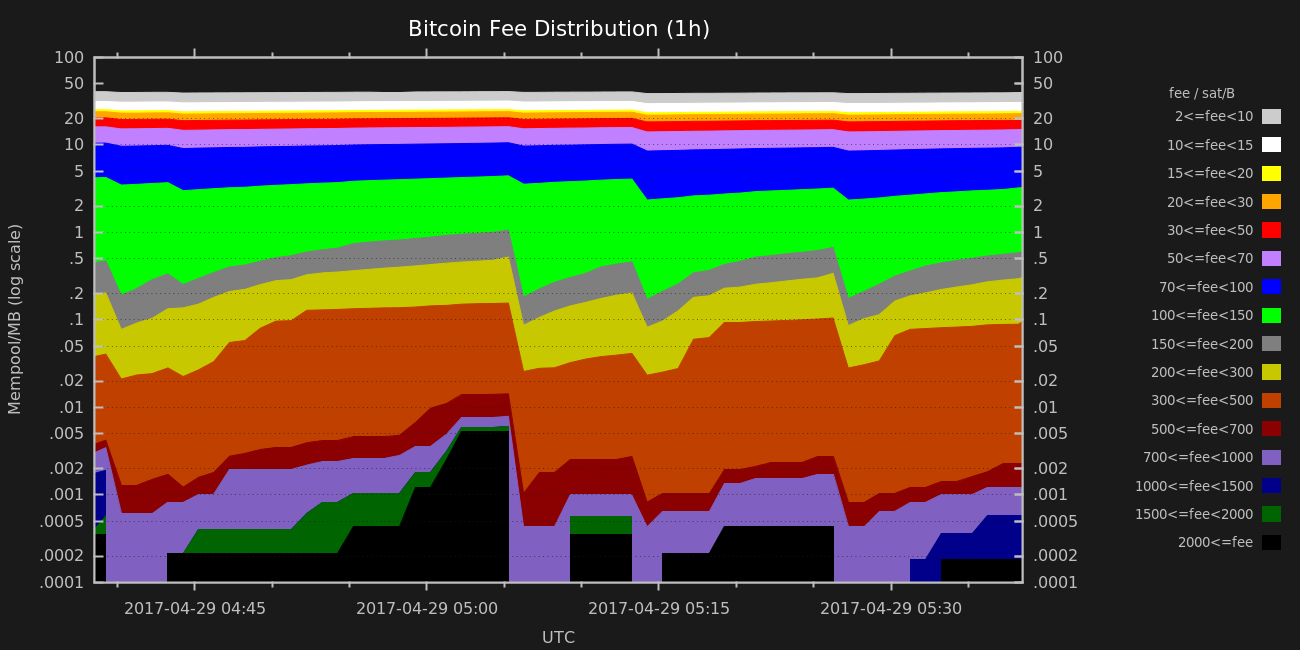 Bitcoin Fee Distribution (1h)
100 100
50 50
20 20
10 10
5 5
2 2
1 1
.5 .5
.2 .2
.1 .1
.05 .05
.02 .02
.01 .01
.005 .005
.002 .002
.001 .001
.0005 .0005
.0002 .0002
.0001 .0001
Mempool/MB (log scale)
2017-04-29 04:45 2017-04-29 05:00 2017-04-29 05:15 2017-04-29 05:30
UTC
fee / sat/B
2<=fee<10
10<=fee<15
15<=fee<20
20<=fee<30
30<=fee<50
50<=fee<70
70<=fee<100
100<=fee<150
150<=fee<200
200<=fee<300
300<=fee<500
500<=fee<700
700<=fee<1000
1000<=fee<1500
1500<=fee<2000
2000<=fee